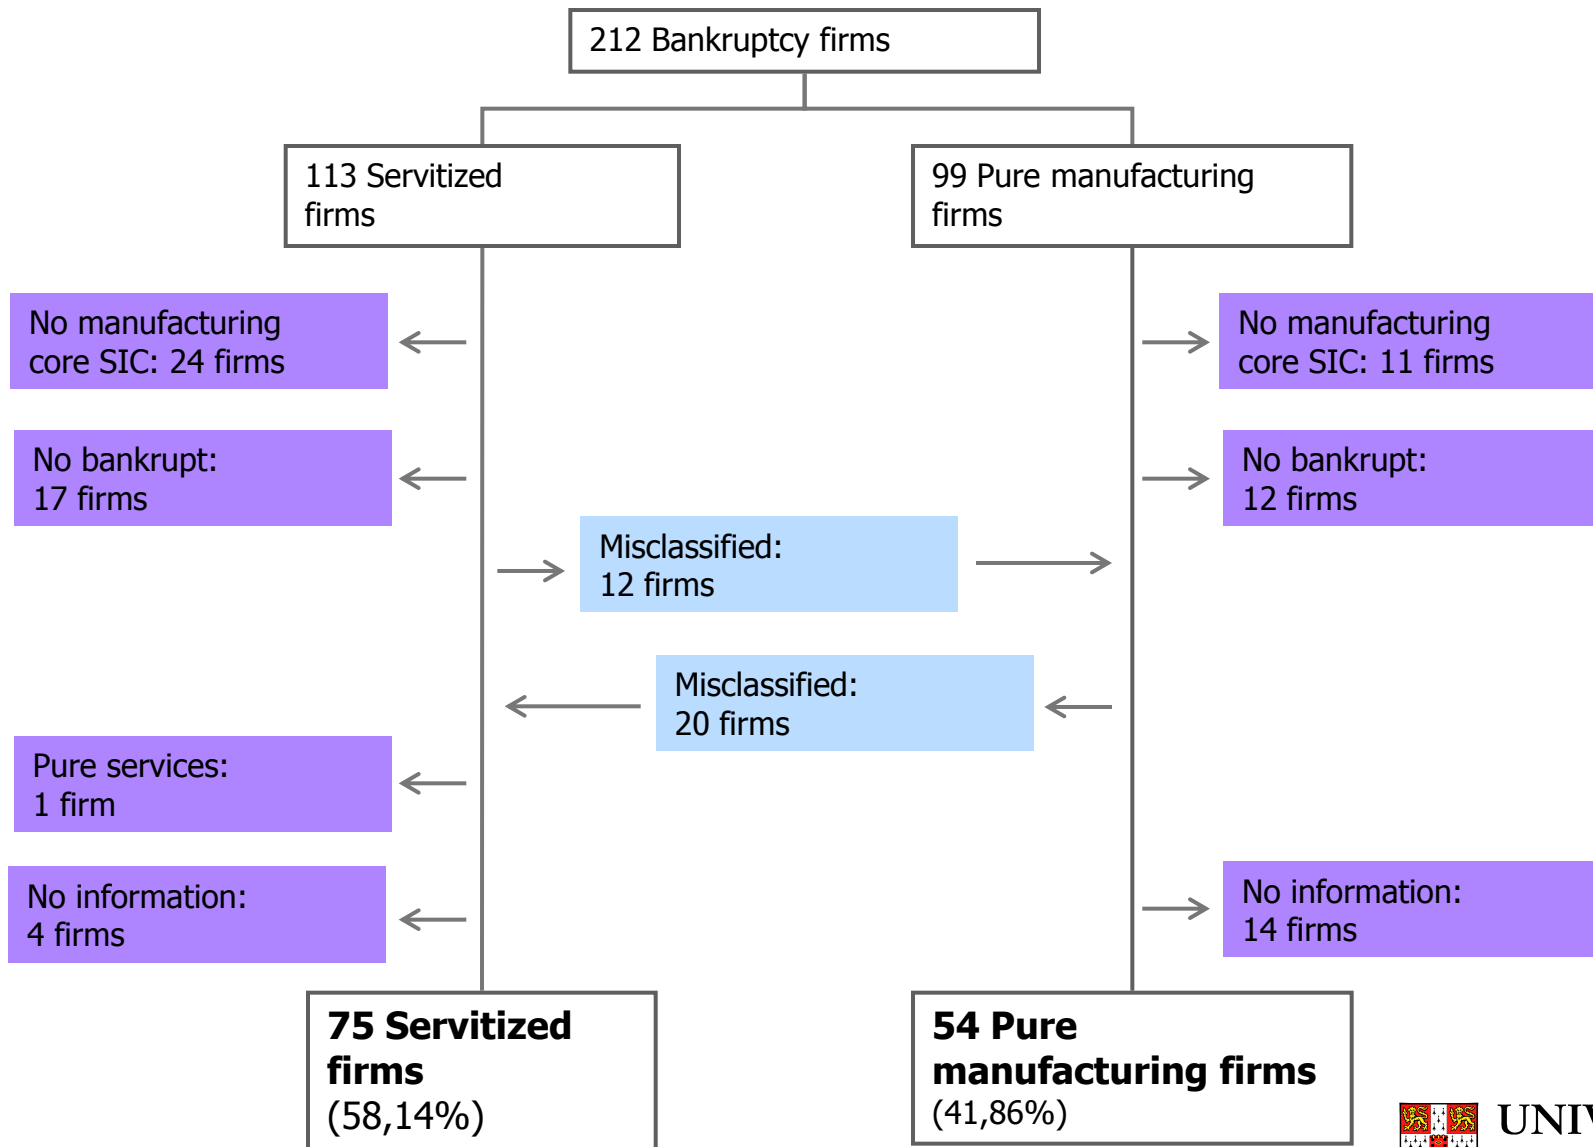 212 Bankruptcy firms
113 Servitized
firms
99 Pure manufacturing
firms
No manufacturing
core SIC: 24 firms
No manufacturing
core SIC: 11 firms
No bankrupt:
17 firms
No bankrupt:
12 firms
Misclassified:
12 firms
Misclassified:
20 firms
Pure services:
1 firm
No information:
4 firms
No information:
14 firms
75 Servitized
firms
(58,14%)
54 Pure
manufacturing firms
(41,86%)